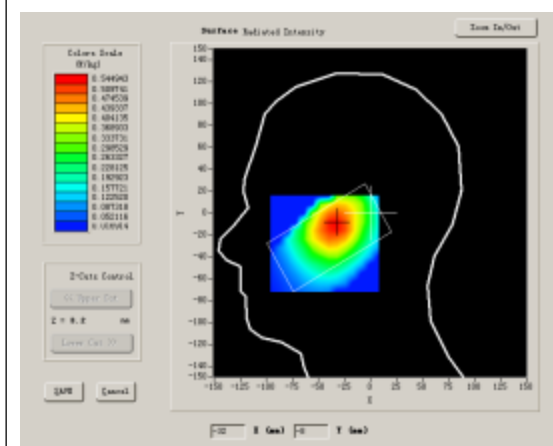 Surface Radiated Intensity
Zoom In/Out
Colors Scale
(W/kg)
0.544943
0.509741
0.474539
0.439337
0.404135
0.368933
0.333731
0.298529
0.263327
0.228125
0.192923
0.157721
0.122520
0.087318
0.052116
150
140
120
100
80
60
40
20
0
-20
-40
-60
-80
-100
-120
-140
-150
Y
-150 -125 -100 -75 -50 -25 0 25 50 75 100 125 150
X
Z-Cuts Control
Upper Cut
Z = 0.2 mm
Lower Cut >>
SAVE
Cancel
-32 X (mm) -8 Y (mm)